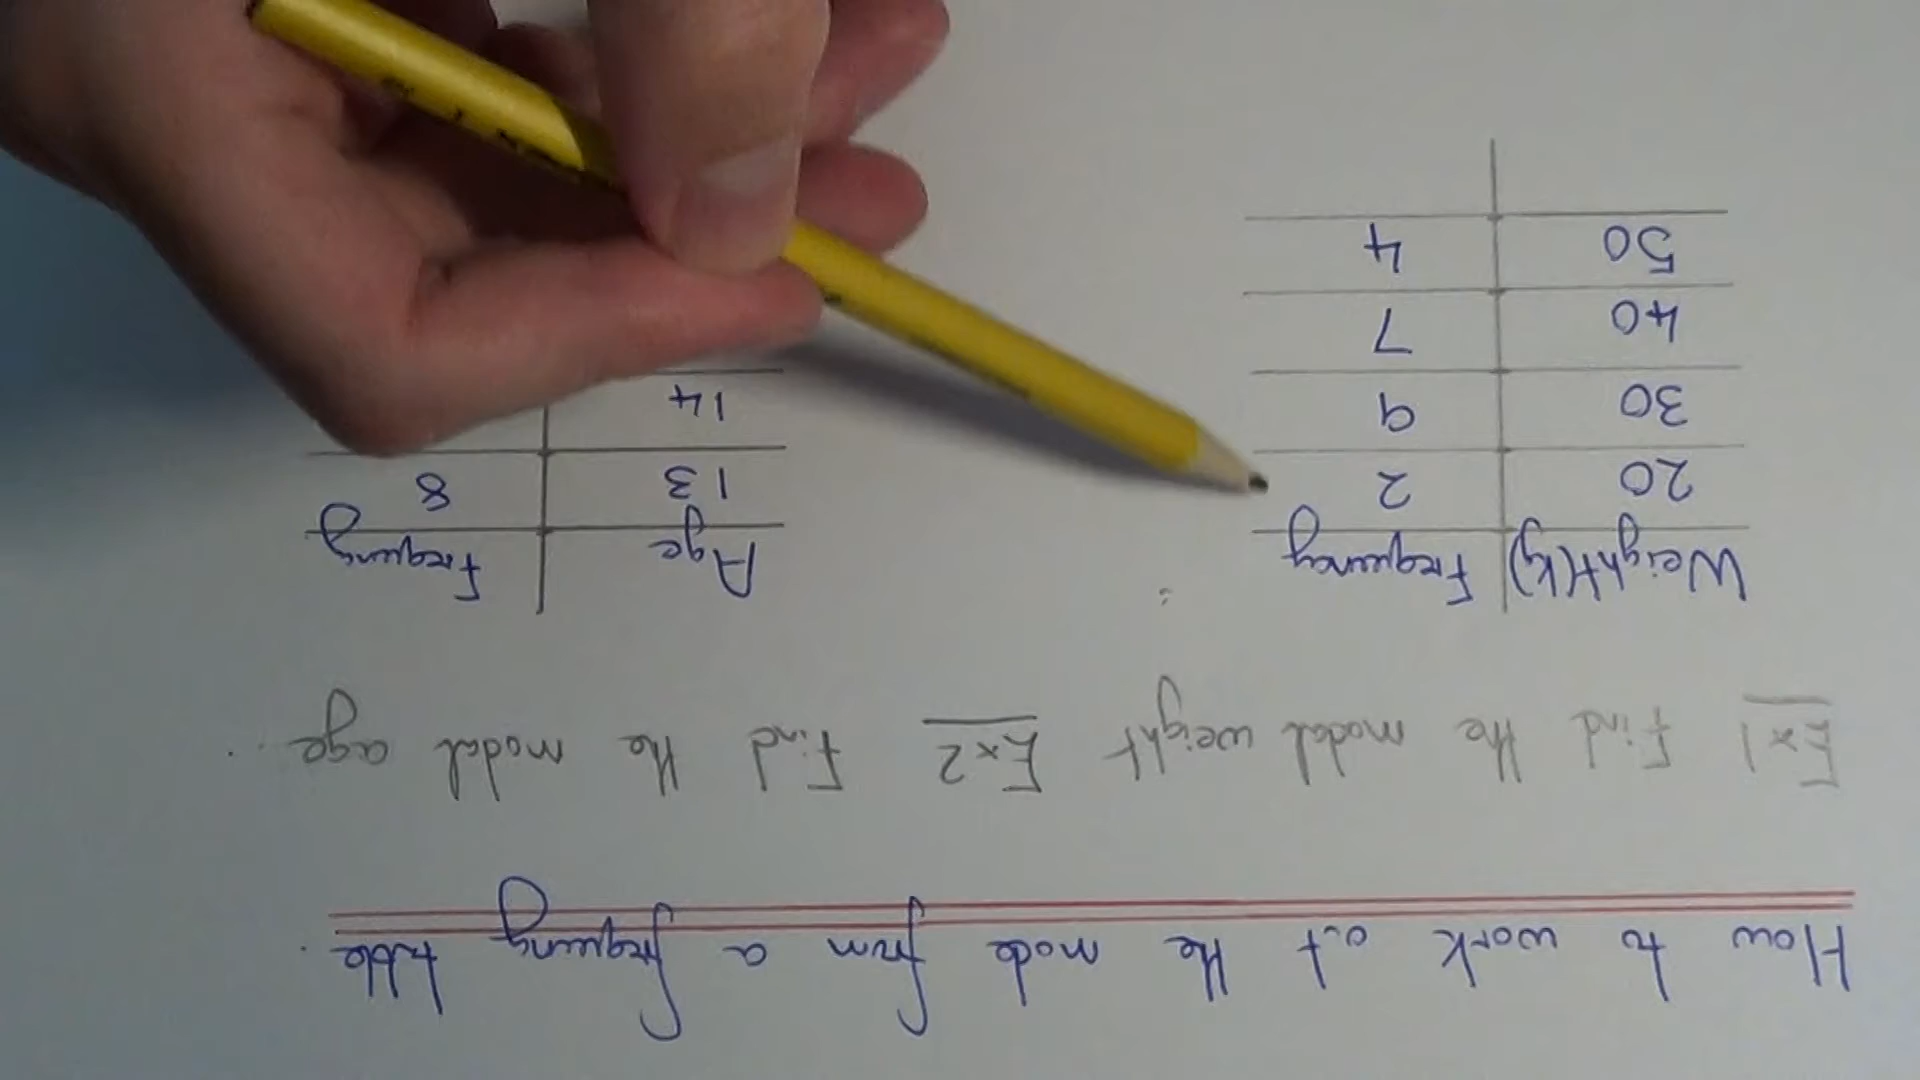 How to work out the mode from a frequency table.
Ex1 Find the modal weight Ex2 Find the modal age.
Weight(kg) Frequency
20 2
30 9
40 7
50 4
Age Frequency
13 8
14